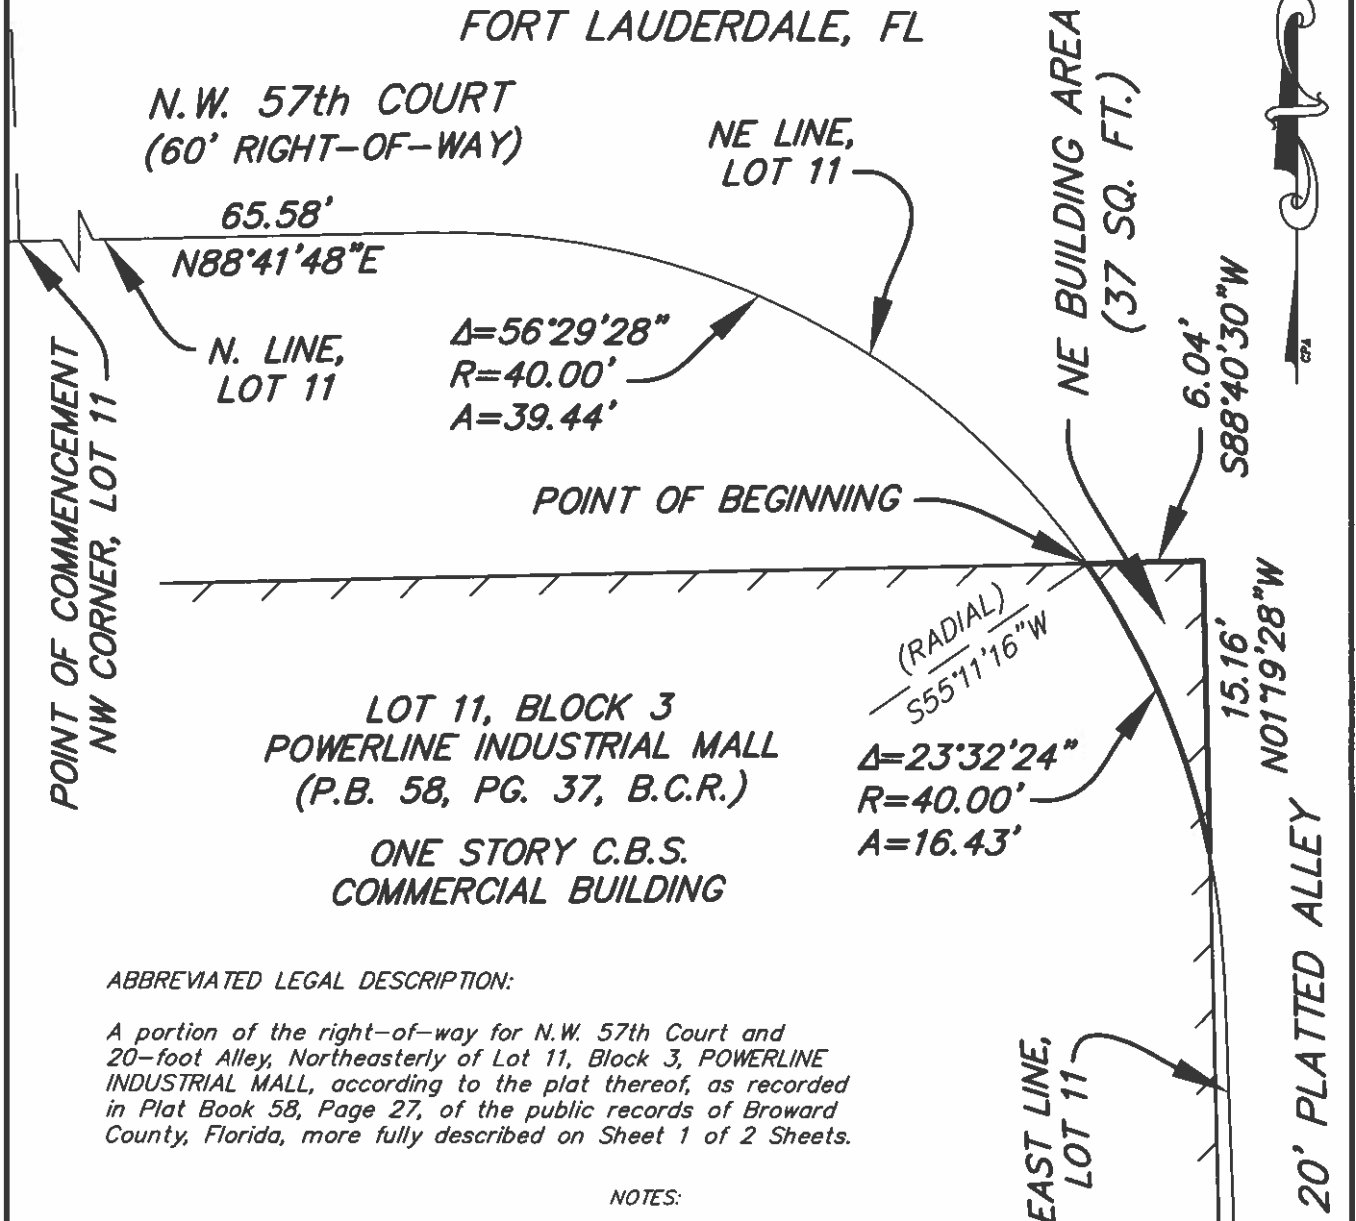 FORT LAUDERDALE, FL
N.W. 57th COURT
(60' RIGHT-OF-WAY)
65.58'
N88°41'48"E
NE LINE,
LOT 11
NE BUILDING AREA
(37 SQ. FT.)
CPA
N. LINE,
LOT 11
Δ=56°29'28"
R=40.00'
A=39.44'
6.04'
S88°40'30"W
POINT OF COMMENCEMENT
NW CORNER, LOT 11
POINT OF BEGINNING
(RADIAL)
S55°11'16"W
15.16'
N01°19'28"W
LOT 11, BLOCK 3
POWERLINE INDUSTRIAL MALL
(P.B. 58, PG. 37, B.C.R.)
Δ=23°32'24"
R=40.00'
A=16.43'
ONE STORY C.B.S.
COMMERCIAL BUILDING
20' PLATTED ALLEY
ABBREVIATED LEGAL DESCRIPTION:
A portion of the right-of-way for N.W. 57th Court and
20-foot Alley, Northeasterly of Lot 11, Block 3, POWERLINE
INDUSTRIAL MALL, according to the plat thereof, as recorded
in Plat Book 58, Page 27, of the public records of Broward
County, Florida, more fully described on Sheet 1 of 2 Sheets.
EAST LINE,
LOT 11
NOTES: